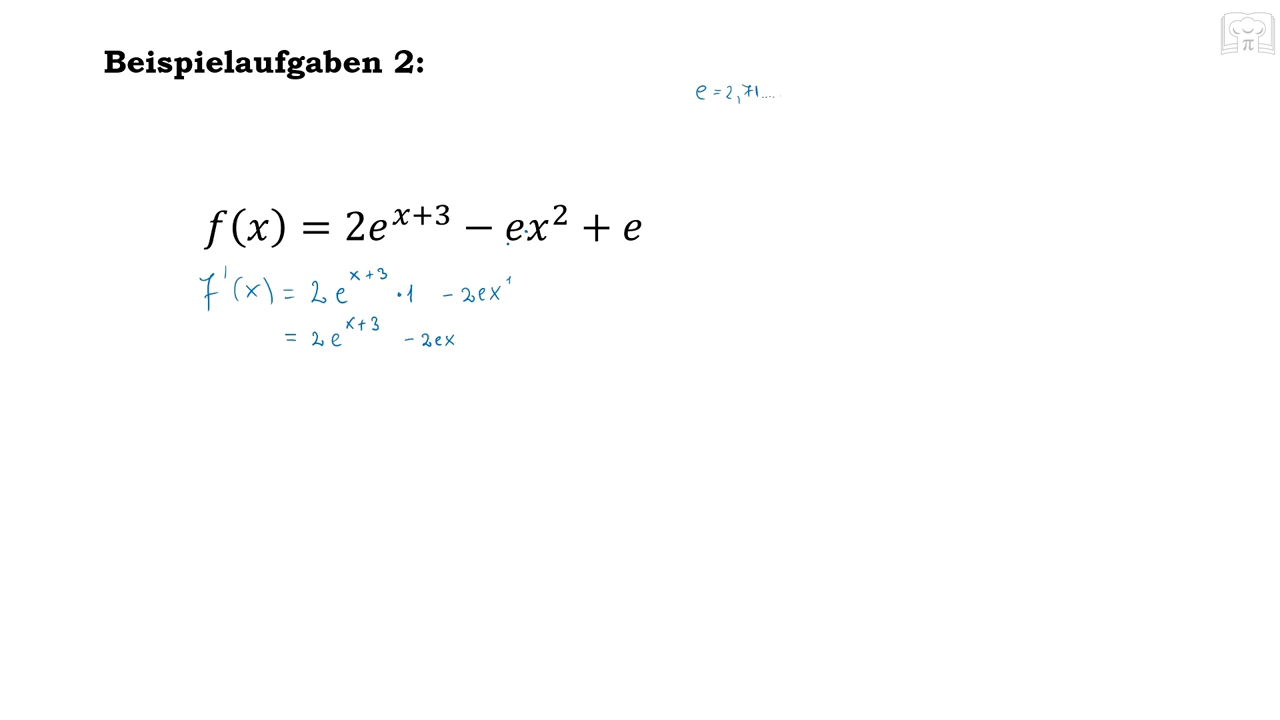 Beispielaufgaben 2:
e = 2,71....
f(x) = 2e^{x+3} − ex² + e
f'(x) = 2e^{x+3} · 1 − 2ex¹
= 2e^{x+3} − 2ex
π